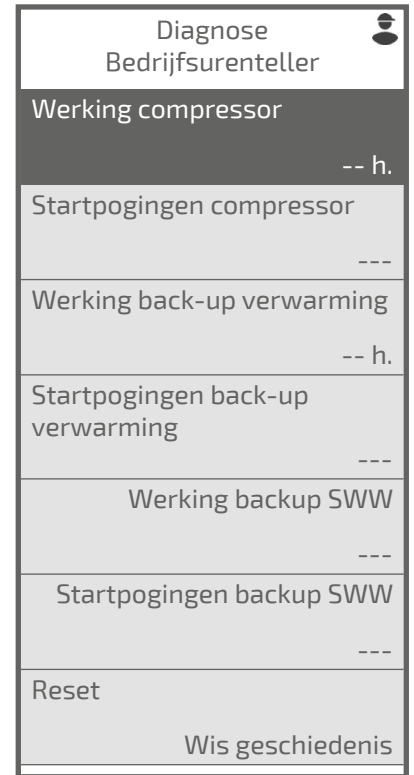 Diagnose
Bedrijfsurenteller
Werking compressor
-- h.
Startpogingen compressor
---
Werking back-up verwarming
-- h.
Startpogingen back-up
verwarming
---
Werking backup SWW
---
Startpogingen backup SWW
---
Reset
Wis geschiedenis